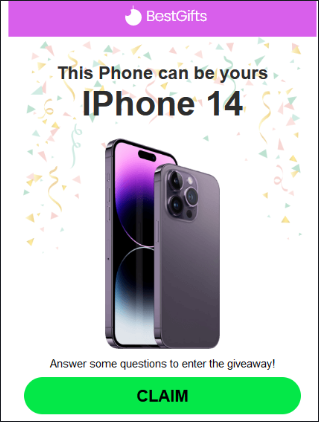 BestGifts
This Phone can be yours
IPhone 14
Answer some questions to enter the giveaway!
CLAIM